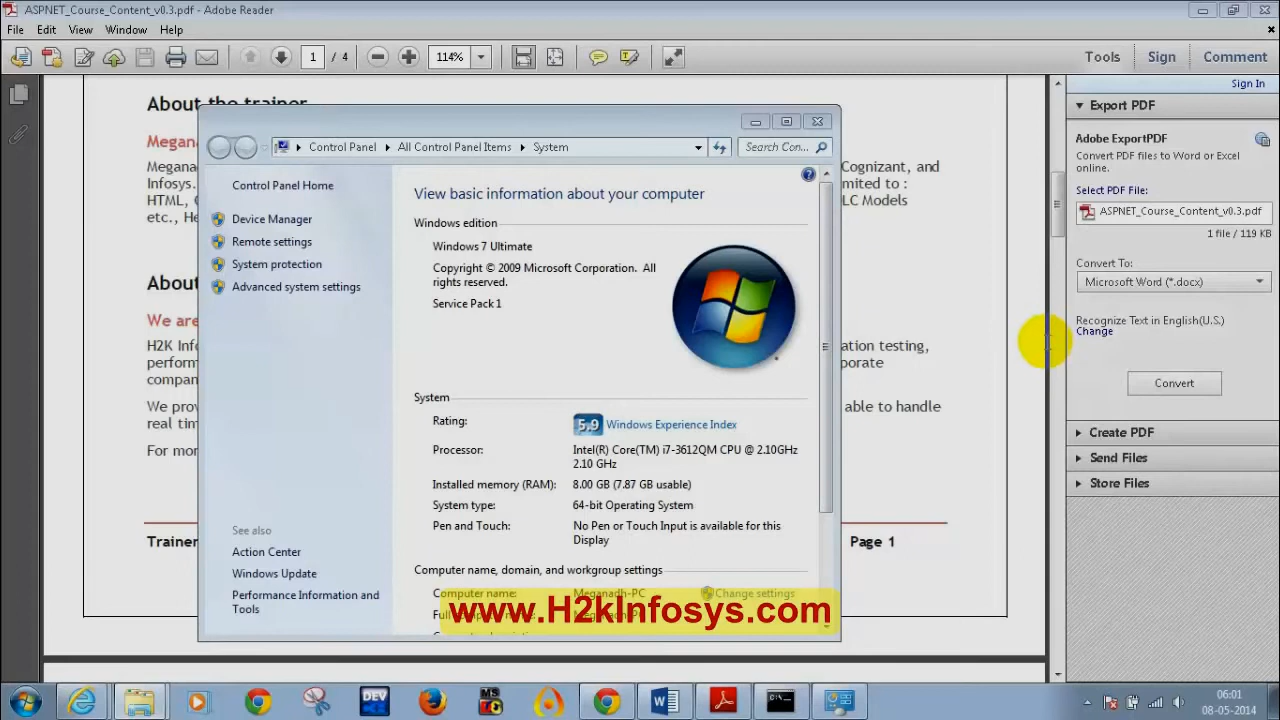 ASPNET_Course_Content_v0.3.pdf - Adobe Reader
File Edit View Window Help
1 / 4 114% Tools Sign Comment
Sign In
About the trainer
Megana
Megana Cognizant, and
Infosys. mited to :
HTML, C LC Models
etc., He
About
We are
H2K Info ation testing,
perform porate
compan
We prov able to handle
real tim
For mor
Trainer Page 1
Control Panel All Control Panel Items System Search Con...
Control Panel Home
Device Manager
Remote settings
System protection
Advanced system settings
See also
Action Center
Windows Update
Performance Information and
Tools
View basic information about your computer
Windows edition
Windows 7 Ultimate
Copyright © 2009 Microsoft Corporation. All
rights reserved.
Service Pack 1
System
Rating: 5.9 Windows Experience Index
Processor: Intel(R) Core(TM) i7-3612QM CPU @ 2.10GHz
2.10 GHz
Installed memory (RAM): 8.00 GB (7.87 GB usable)
System type: 64-bit Operating System
Pen and Touch: No Pen or Touch Input is available for this
Display
Computer name, domain, and workgroup settings
Computer name: Meganadh-PC Change settings
www.H2kInfosys.com
Export PDF
Adobe ExportPDF
Convert PDF files to Word or Excel
online.
Select PDF File:
ASPNET_Course_Content_v0.3.pdf
1 file / 119 KB
Convert To:
Microsoft Word (*.docx)
Recognize Text in English(U.S.)
Change
Convert
Create PDF
Send Files
Store Files
DEV
MS
06:01
08-05-2014